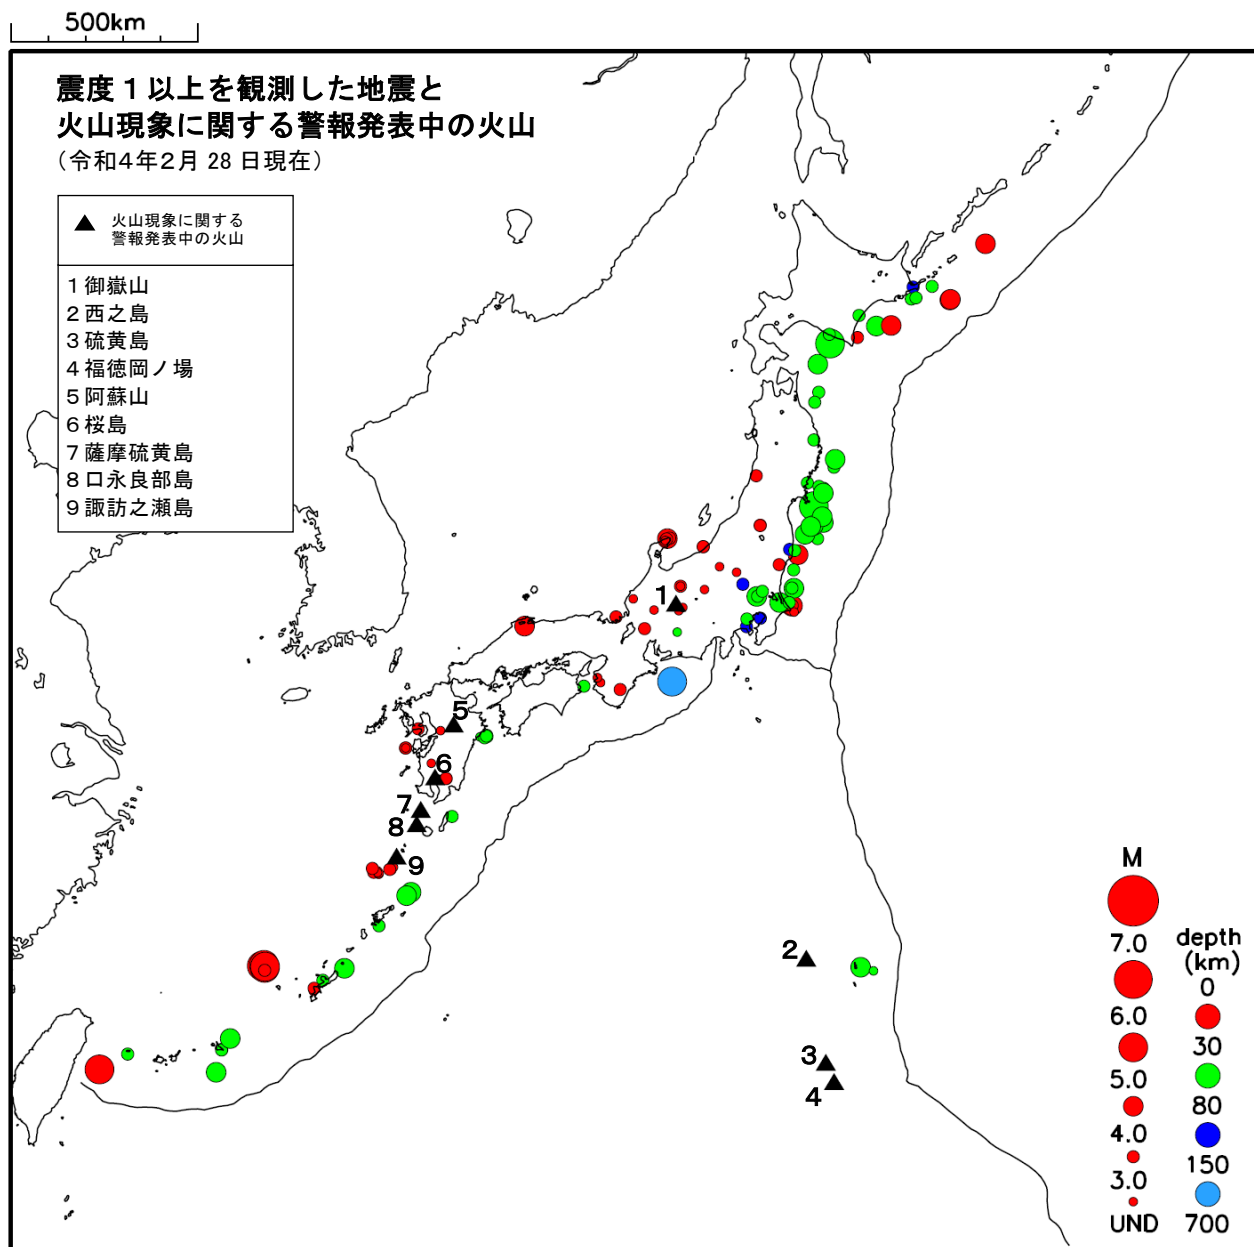 500km
震度１以上を観測した地震と
火山現象に関する警報発表中の火山
（令和４年２月 28 日現在）
▲ 火山現象に関する
警報発表中の火山
１御嶽山
２西之島
３硫黄島
４福徳岡ノ場
５阿蘇山
６桜島
７薩摩硫黄島
８口永良部島
９諏訪之瀬島
1
5
6
7
8
9
2
3
4
M
7.0
6.0
5.0
4.0
3.0
UND
depth
(km)
0
30
80
150
700